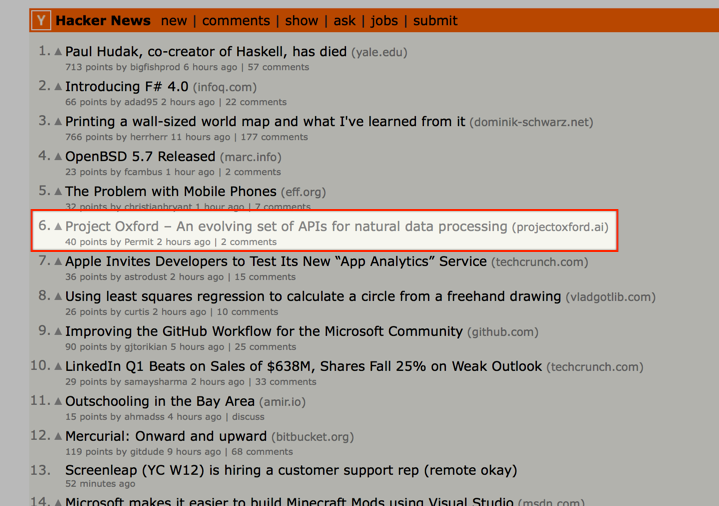 Y Hacker News new | comments | show | ask | jobs | submit
1. Paul Hudak, co-creator of Haskell, has died (yale.edu)
713 points by bigfishprod 6 hours ago | 57 comments
2. Introducing F# 4.0 (infoq.com)
66 points by adad95 2 hours ago | 22 comments
3. Printing a wall-sized world map and what I've learned from it (dominik-schwarz.net)
766 points by herrherr 11 hours ago | 177 comments
4. OpenBSD 5.7 Released (marc.info)
23 points by fcambus 1 hour ago | 2 comments
5. The Problem with Mobile Phones (eff.org)
32 points by christianbryant 1 hour ago | 7 comments
6. Project Oxford – An evolving set of APIs for natural data processing (projectoxford.ai)
40 points by Permit 2 hours ago | 2 comments
7. Apple Invites Developers to Test Its New “App Analytics” Service (techcrunch.com)
36 points by astrodust 2 hours ago | 15 comments
8. Using least squares regression to calculate a circle from a freehand drawing (vladgotlib.com)
26 points by curtis 2 hours ago | 10 comments
9. Improving the GitHub Workflow for the Microsoft Community (github.com)
90 points by gjtorikian 5 hours ago | 25 comments
10. LinkedIn Q1 Beats on Sales of $638M, Shares Fall 25% on Weak Outlook (techcrunch.com)
29 points by samaysharma 2 hours ago | 33 comments
11. Outschooling in the Bay Area (amir.io)
15 points by ahmadss 4 hours ago | discuss
12. Mercurial: Onward and upward (bitbucket.org)
119 points by gitdude 9 hours ago | 68 comments
13. Screenleap (YC W12) is hiring a customer support rep (remote okay)
52 minutes ago
14. Microsoft makes it easier to build Minecraft Mods using Visual Studio (msdn.com)